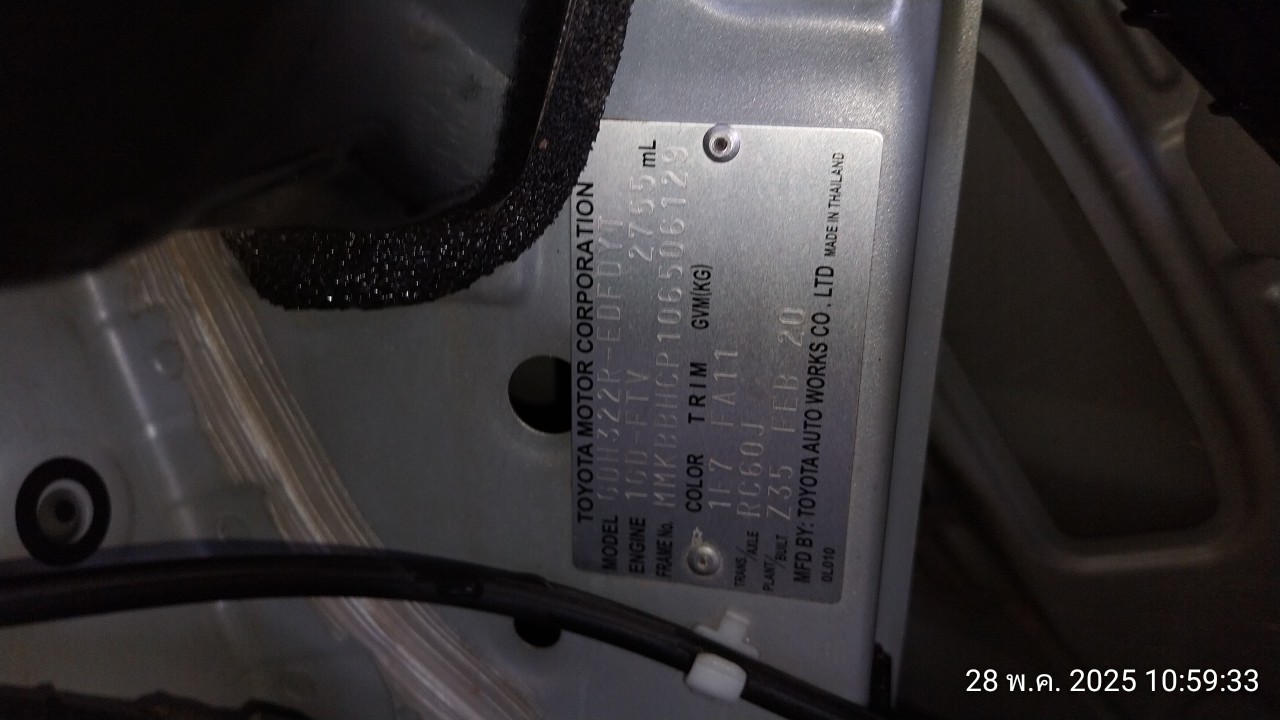 TOYOTA MOTOR CORPORATION
MODEL GDH322R-EDFDYT
ENGINE 1GD-FTV 2755 mL
FRAME No. MMKBBHCP106506129
COLOR TRIM GVM(KG)
1F7 FA11
TRANS/AXLE RC60J
PLANT/BUILT Z35 FEB 20
MFD BY: TOYOTA AUTO WORKS CO., LTD MADE IN THAILAND
0L010
28 พ.ค. 2025 10:59:33